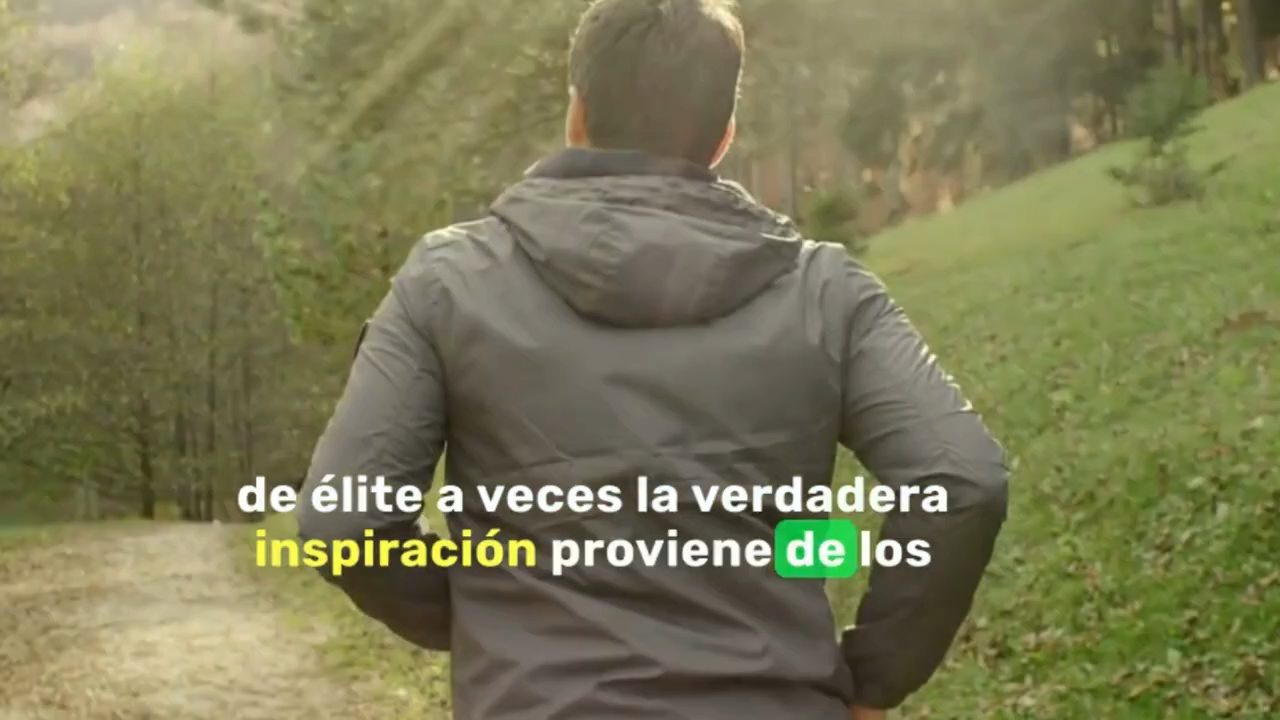 de élite a veces la verdadera
inspiración proviene de los